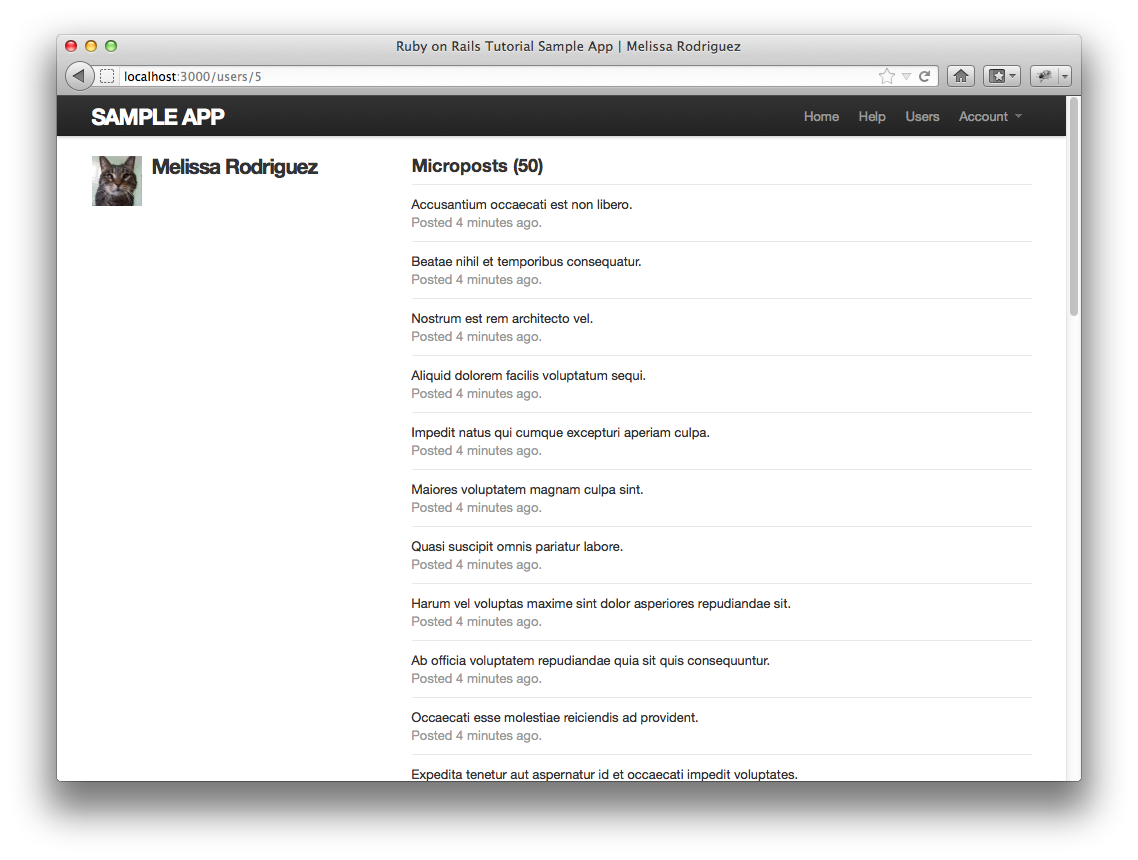 Ruby on Rails Tutorial Sample App | Melissa Rodriguez
localhost:3000/users/5
SAMPLE APP
Home Help Users Account
Melissa Rodriguez
Microposts (50)
Accusantium occaecati est non libero.
Posted 4 minutes ago.
Beatae nihil et temporibus consequatur.
Posted 4 minutes ago.
Nostrum est rem architecto vel.
Posted 4 minutes ago.
Aliquid dolorem facilis voluptatum sequi.
Posted 4 minutes ago.
Impedit natus qui cumque excepturi aperiam culpa.
Posted 4 minutes ago.
Maiores voluptatem magnam culpa sint.
Posted 4 minutes ago.
Quasi suscipit omnis pariatur labore.
Posted 4 minutes ago.
Harum vel voluptas maxime sint dolor asperiores repudiandae sit.
Posted 4 minutes ago.
Ab officia voluptatem repudiandae quia sit quis consequuntur.
Posted 4 minutes ago.
Occaecati esse molestiae reiciendis ad provident.
Posted 4 minutes ago.
Expedita tenetur aut aspernatur id et occaecati impedit voluptates.